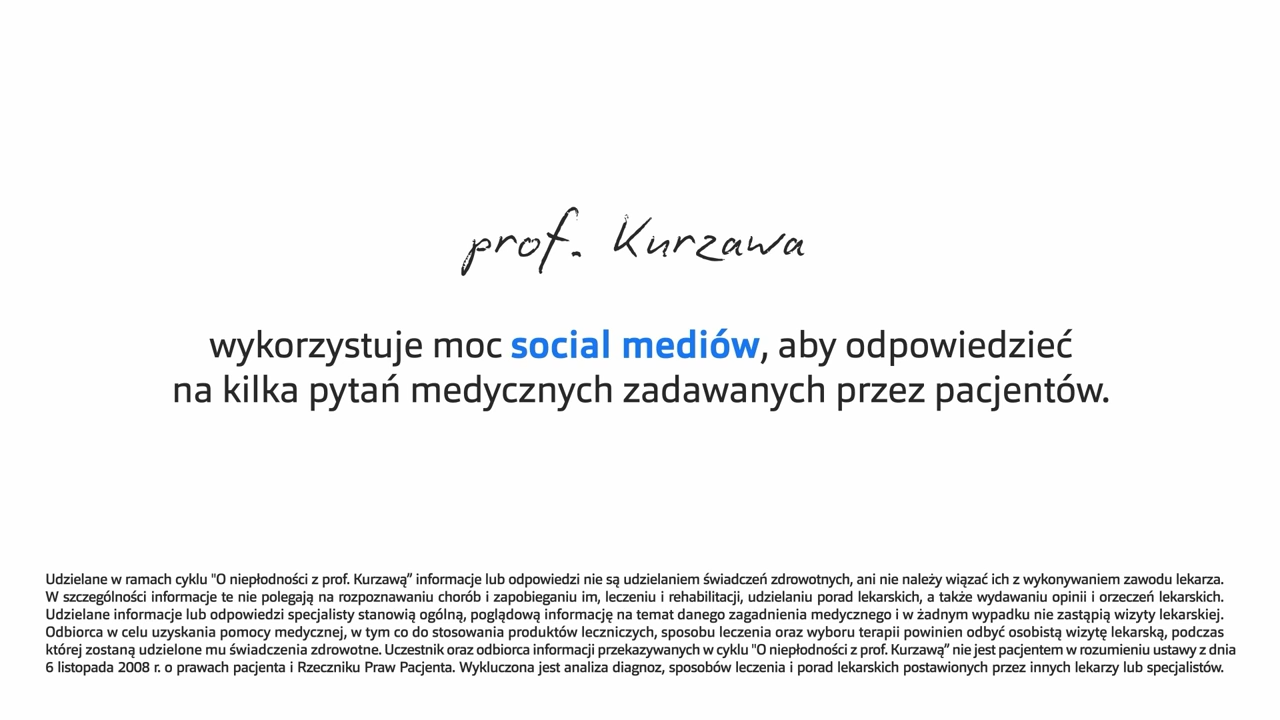 prof. Kurzawa
wykorzystuje moc social mediów, aby odpowiedzieć
na kilka pytań medycznych zadawanych przez pacjentów.
Udzielane w ramach cyklu "O niepłodności z prof. Kurzawą” informacje lub odpowiedzi nie są udzielaniem świadczeń zdrowotnych, ani nie należy wiązać ich z wykonywaniem zawodu lekarza.
W szczególności informacje te nie polegają na rozpoznawaniu chorób i zapobieganiu im, leczeniu i rehabilitacji, udzielaniu porad lekarskich, a także wydawaniu opinii i orzeczeń lekarskich.
Udzielane informacje lub odpowiedzi specjalisty stanowią ogólną, poglądową informację na temat danego zagadnienia medycznego i w żadnym wypadku nie zastąpią wizyty lekarskiej.
Odbiorca w celu uzyskania pomocy medycznej, w tym co do stosowania produktów leczniczych, sposobu leczenia oraz wyboru terapii powinien odbyć osobistą wizytę lekarską, podczas
której zostaną udzielone mu świadczenia zdrowotne. Uczestnik oraz odbiorca informacji przekazywanych w cyklu "O niepłodności z prof. Kurzawą” nie jest pacjentem w rozumieniu ustawy z dnia
6 listopada 2008 r. o prawach pacjenta i Rzeczniku Praw Pacjenta. Wykluczona jest analiza diagnoz, sposobów leczenia i porad lekarskich postawionych przez innych lekarzy lub specjalistów.